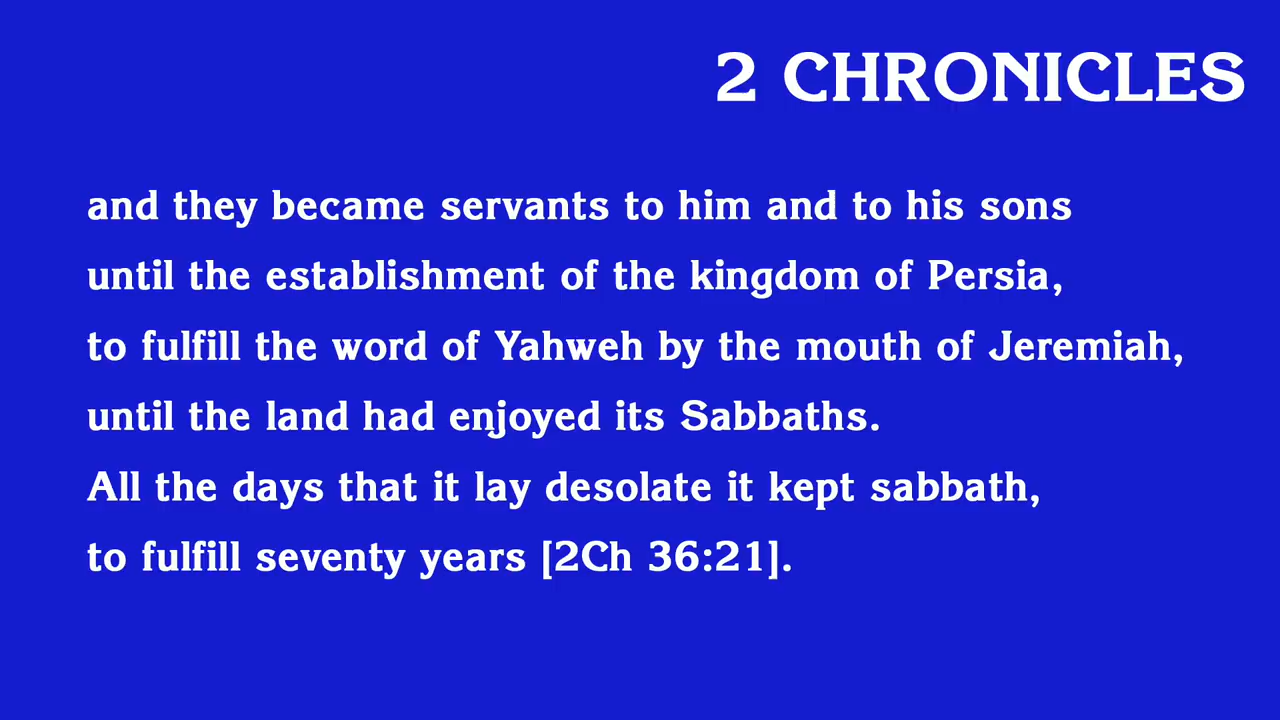 2 CHRONICLES
and they became servants to him and to his sons
until the establishment of the kingdom of Persia,
to fulfill the word of Yahweh by the mouth of Jeremiah,
until the land had enjoyed its Sabbaths.
All the days that it lay desolate it kept sabbath,
to fulfill seventy years [2Ch 36:21].